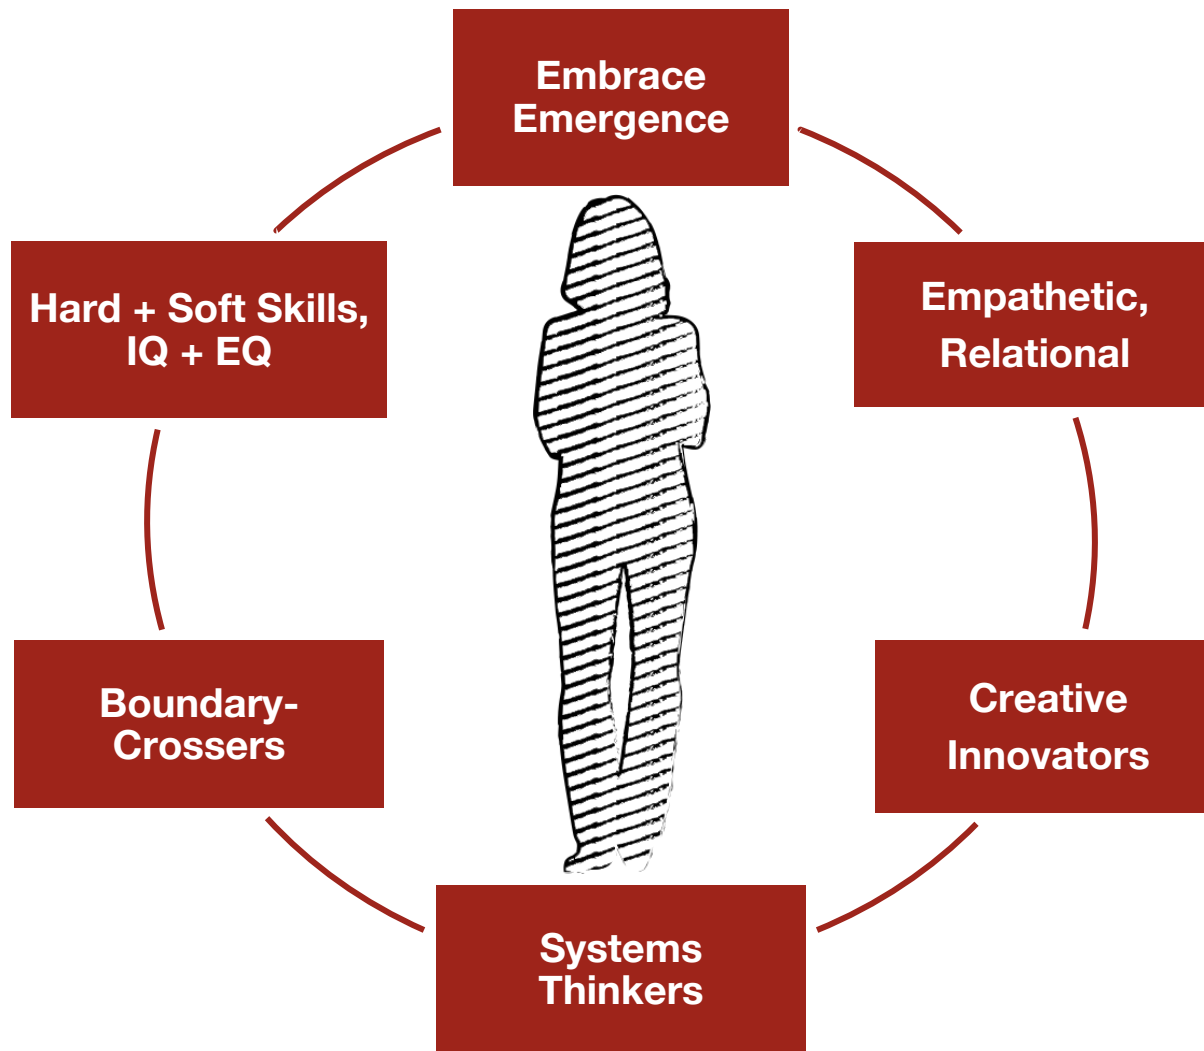 Embrace
Emergence
Hard + Soft Skills,
IQ + EQ
Empathetic,
Relational
Boundary-
Crossers
Creative
Innovators
Systems
Thinkers